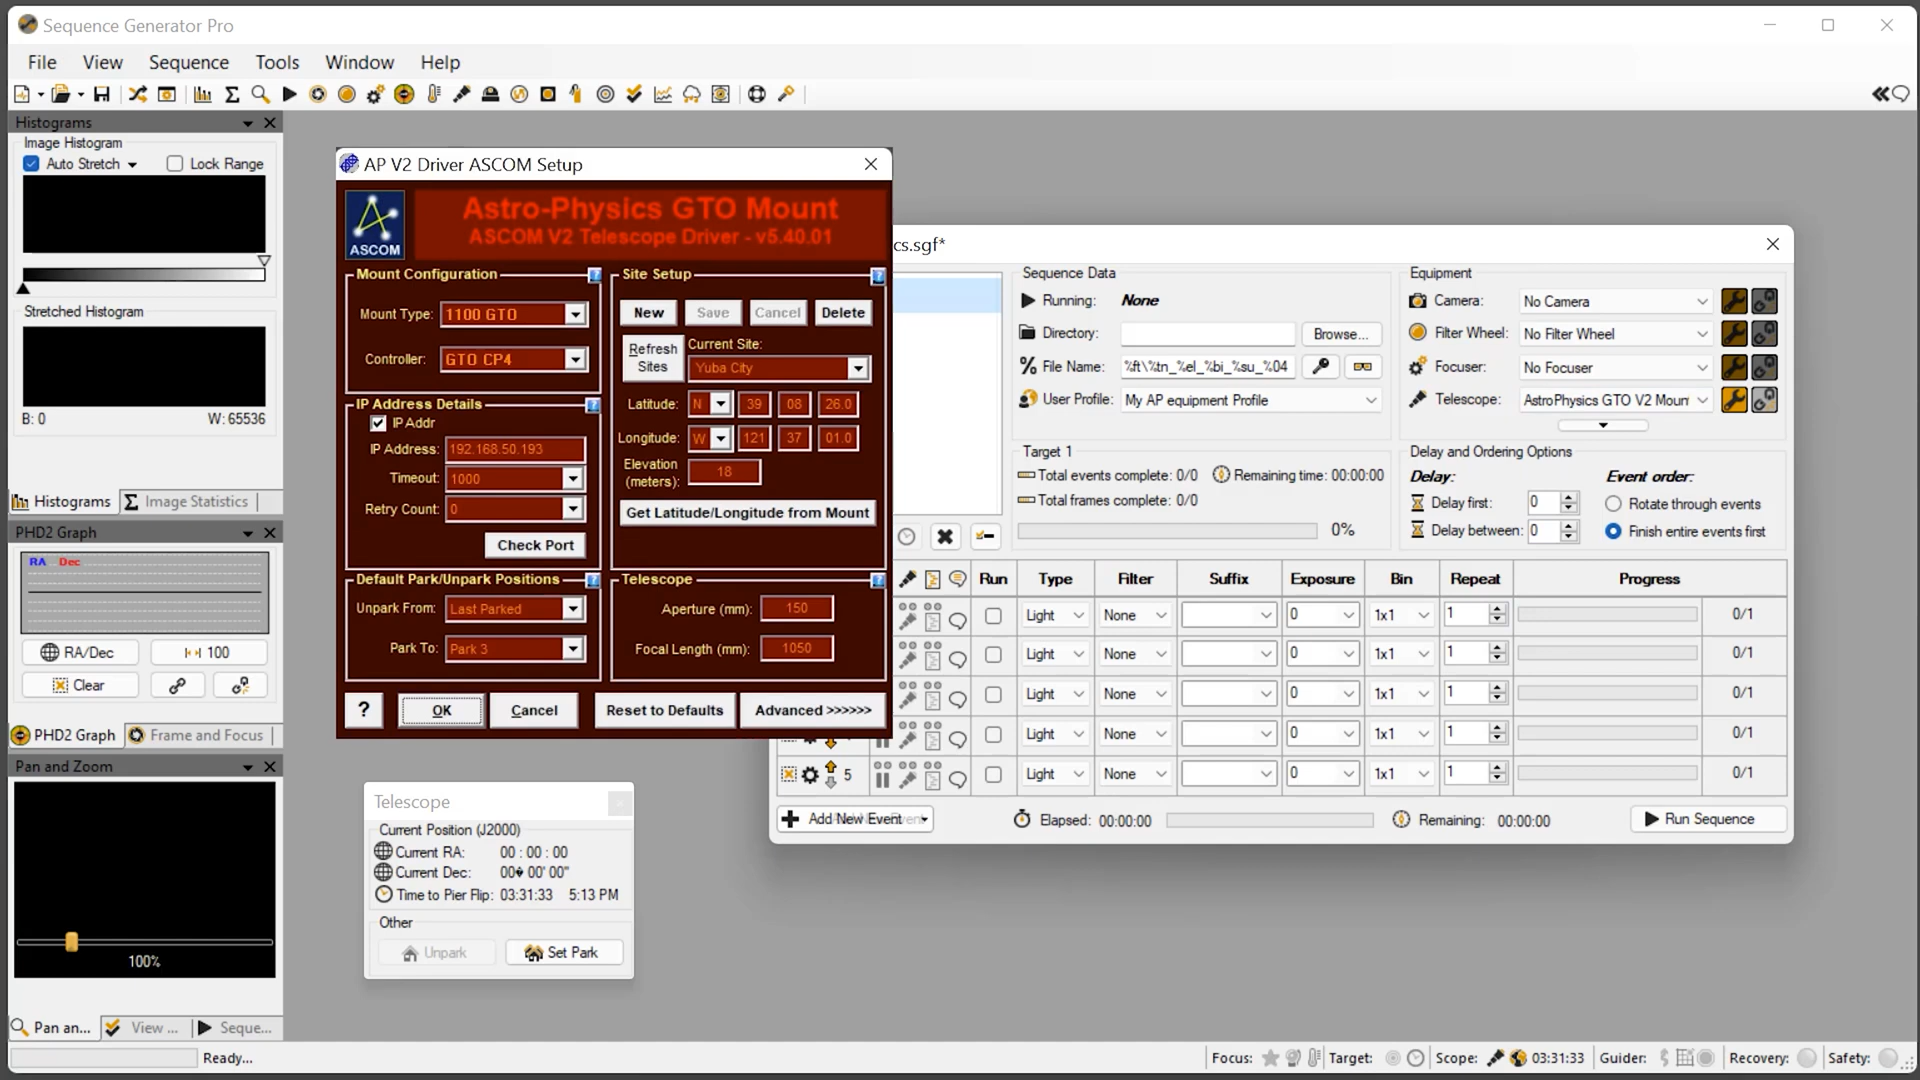 Sequence Generator Pro
File View Sequence Tools Window Help
Histograms
Image Histogram
Auto Stretch Lock Range
Stretched Histogram
B: 0 W: 65536
Histograms Image Statistics
PHD2 Graph
RA Dec
RA/Dec 100
Clear
PHD2 Graph Frame and Focus
Pan and Zoom
100%
Pan an... View ... Seque...
Ready...
AP V2 Driver ASCOM Setup
ASCOM
Astro-Physics GTO Mount
ASCOM V2 Telescope Driver - v5.40.01
Mount Configuration
Mount Type: 1100 GTO
Controller: GTO CP4
IP Address Details
IP Addr
IP Address: 192.168.50.193
Timeout: 1000
Retry Count: 0
Check Port
Default Park/Unpark Positions
Unpark From: Last Parked
Park To: Park 3
Site Setup
New Save Cancel Delete
Refresh Sites
Current Site:
Yuba City
Latitude: N 39 08 26.0
Longitude: W 121 37 01.0
Elevation (meters): 18
Get Latitude/Longitude from Mount
Telescope
Aperture (mm): 150
Focal Length (mm): 1050
? OK Cancel Reset to Defaults Advanced >>>>>>
Telescope
Current Position (J2000)
Current RA: 00 : 00 : 00
Current Dec: 00� 00' 00"
Time to Pier Flip: 03:31:33 5:13 PM
Other
Unpark Set Park
cs.sgf*
Sequence Data
Running: None
Directory: Browse...
File Name: %ft\%tn_%el_%bi_%su_%04
User Profile: My AP equipment Profile
Equipment
Camera: No Camera
Filter Wheel: No Filter Wheel
Focuser: No Focuser
Telescope: AstroPhysics GTO V2 Moun
Target 1
Total events complete: 0/0 Remaining time: 00:00:00
Total frames complete: 0/0
0%
Delay and Ordering Options
Delay: Event order:
Delay first: 0 Rotate through events
Delay between: 0 Finish entire events first
Run Type Filter Suffix Exposure Bin Repeat Progress
Light None 0 1x1 1 0/1
Light None 0 1x1 1 0/1
Light None 0 1x1 1 0/1
Light None 0 1x1 1 0/1
5 Light None 0 1x1 1 0/1
Add New Event Elapsed: 00:00:00 Remaining: 00:00:00 Run Sequence
Focus: Target: Scope: 03:31:33 Guider: Recovery: Safety: